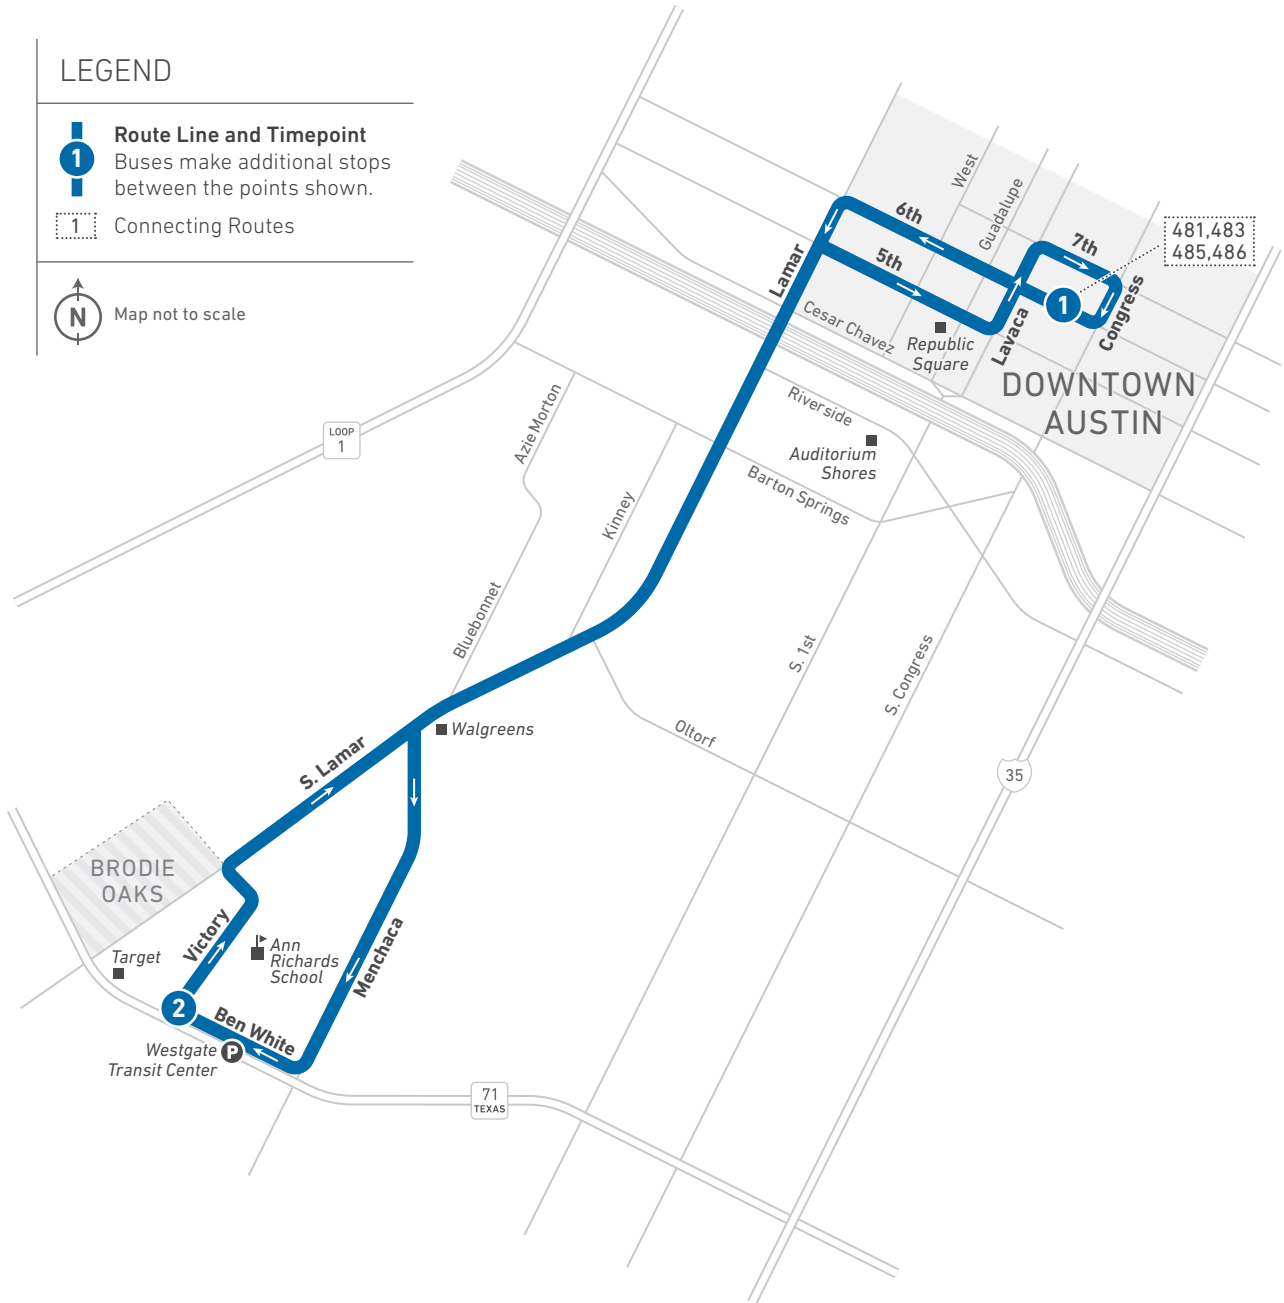 LEGEND
1
Route Line and Timepoint
Buses make additional stops
between the points shown.
1
Connecting Routes
N
Map not to scale
West
Guadalupe
6th
5th
7th
481,483
485,486
1
Lamar
Cesar Chavez
Republic
Square
Lavaca
Congress
DOWNTOWN
AUSTIN
Riverside
Auditorium
Shores
Barton Springs
LOOP
1
Azie Morton
Kinney
Bluebonnet
S. 1st
S. Congress
Oltorf
Walgreens
S. Lamar
35
BRODIE
OAKS
Victory
Target
Ann
Richards
School
Menchaca
2
Ben White
Westgate
Transit Center
P
71
TEXAS